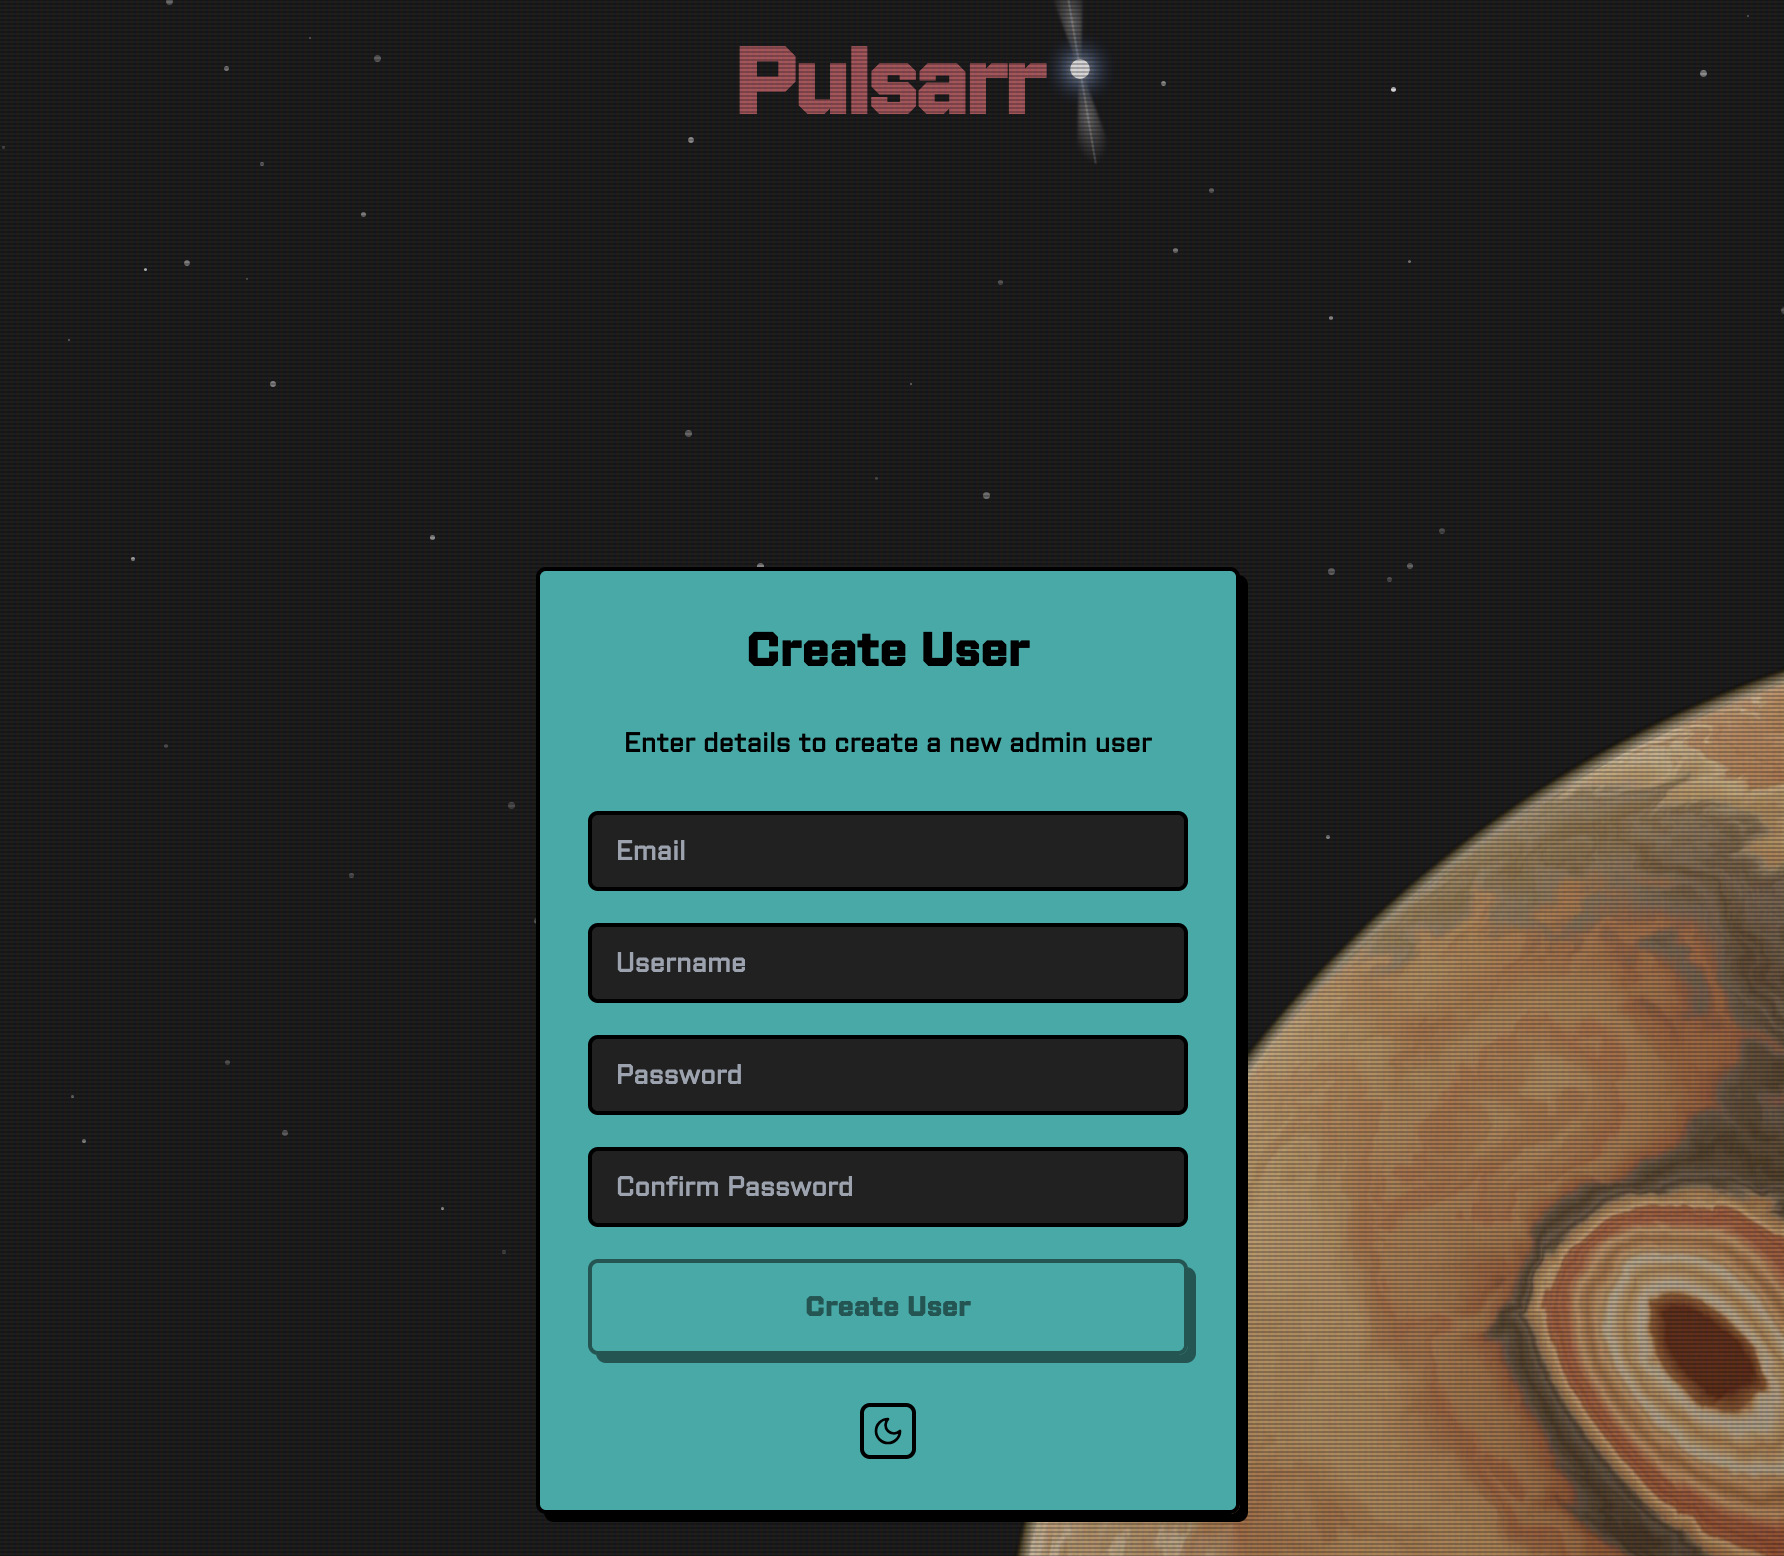 Pulsarr
Create User
Enter details to create a new admin user
Email
Username
Password
Confirm Password
Create User